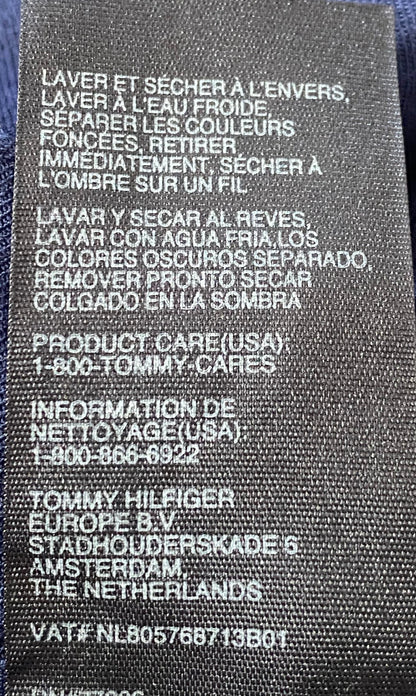 LAVER ET SÉCHER À L'ENVERS,
LAVER À L'EAU FROIDE,
SÉPARER LES COULEURS
FONCÉES, RETIRER
IMMÉDIATEMENT, SÉCHER À
L'OMBRE SUR UN FIL
LAVAR Y SECAR AL REVES,
LAVAR CON AGUA FRIA,LOS
COLORES OSCUROS SEPARADO,
REMOVER PRONTO SECAR
COLGADO EN LA SOMBRA
PRODUCT CARE(USA):
1-800-TOMMY-CARES
INFORMATION DE
NETTOYAGE(USA):
1-800-866-6922
TOMMY HILFIGER
EUROPE B.V.
STADHOUDERSKADE 6
AMSTERDAM,
THE NETHERLANDS
VAT# NL805768713B01